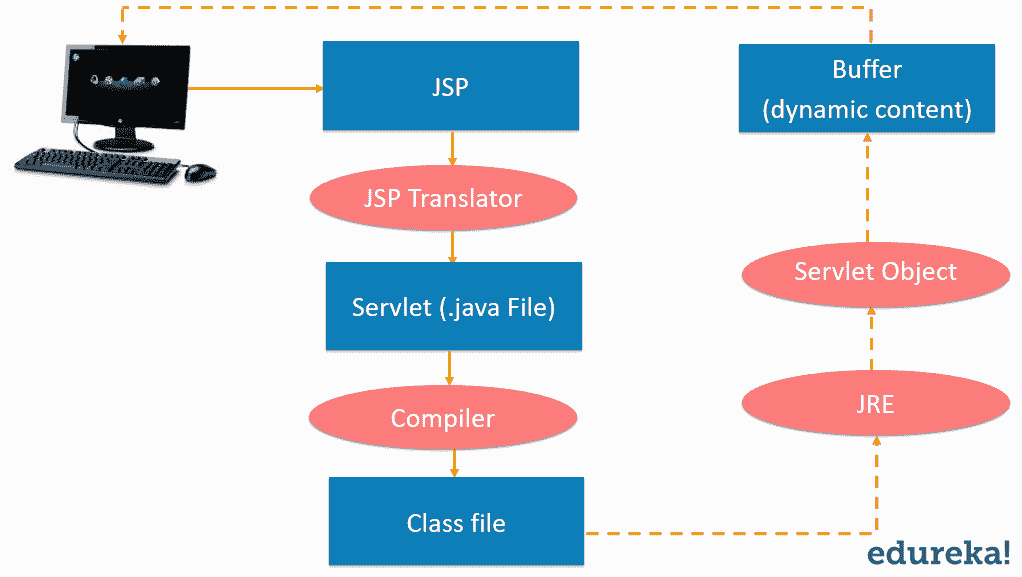 JSP
JSP Translator
Servlet (.java File)
Compiler
Class file
Buffer
(dynamic content)
Servlet Object
JRE
edureka!